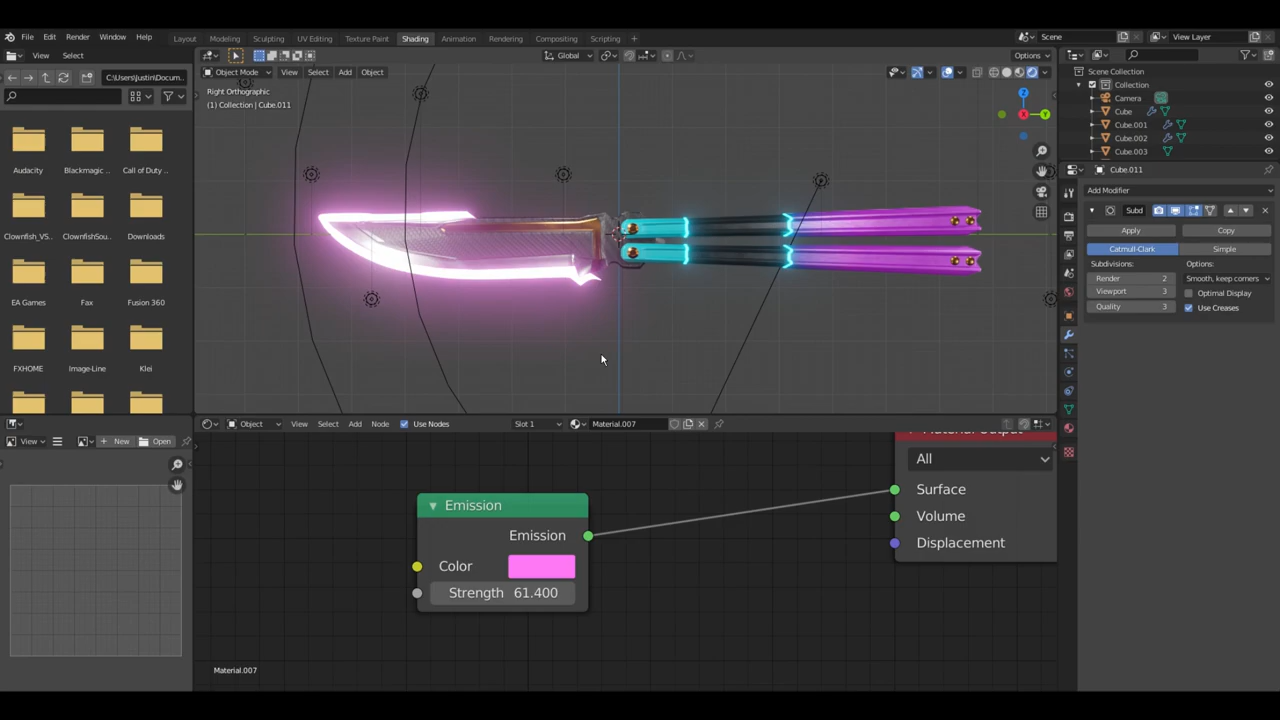 File Edit Render Window Help
Layout Modeling Sculpting UV Editing Texture Paint Shading Animation Rendering Compositing Scripting +
Scene
View Layer
View Select
Global
Options
C:\Users\Justin\Docum...
Object Mode View Select Add Object
Right Orthographic
(1) Collection | Cube.011
Z
X
Y
Audacity
Blackmagic ..
Call of Duty ...
Clownfish_VS..
ClownfishSou..
Downloads
EA Games
Fax
Fusion 360
FXHOME
Image-Line
Klei
Scene Collection
Collection
Camera
Cube
Cube.001
Cube.002
Cube.003
Cube.011
Add Modifier
Subd
Apply
Copy
Catmull-Clark
Simple
Subdivisions:
Options:
Render 2
Smooth, keep corners
Viewport 3
Optimal Display
Quality 3
Use Creases
View
New
Open
Object View Select Add Node Use Nodes Slot 1 Material.007
Material Output
All
Surface
Volume
Displacement
Emission
Emission
Color
Strength 61.400
Material.007